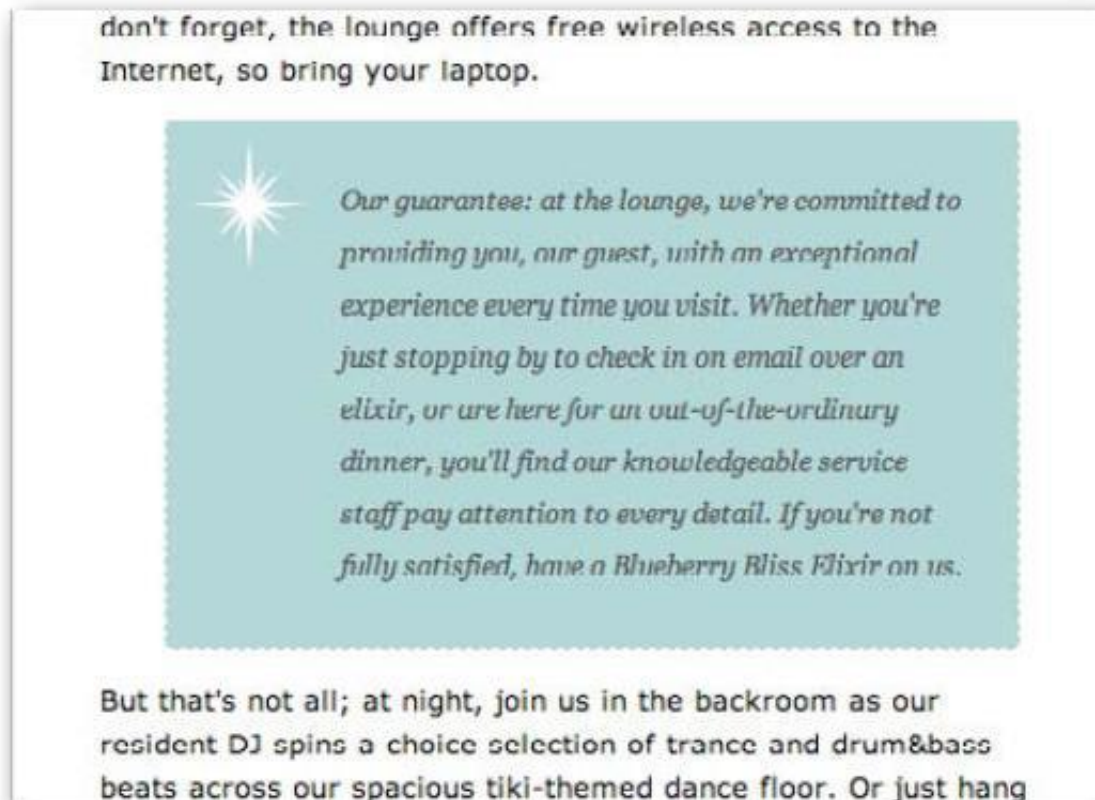 don't forget, the lounge offers free wireless access to the
Internet, so bring your laptop.
Our guarantee: at the lounge, we're committed to
providing you, our guest, with an exceptional
experience every time you visit. Whether you're
just stopping by to check in on email over an
elixir, or are here for an out-of-the-ordinary
dinner, you'll find our knowledgeable service
staff pay attention to every detail. If you're not
fully satisfied, have a Blueberry Bliss Elixir on us.
But that's not all; at night, join us in the backroom as our
resident DJ spins a choice selection of trance and drum&bass
beats across our spacious tiki-themed dance floor. Or just hang